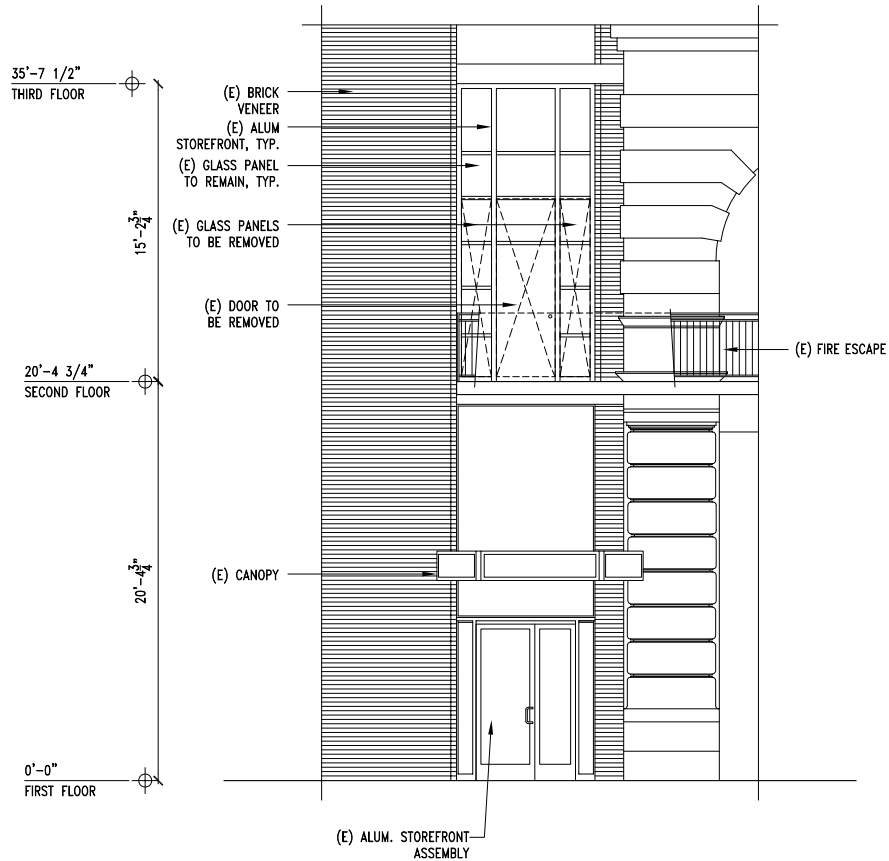 35'-7 1/2"
THIRD FLOOR
(E) BRICK
VENEER
(E) ALUM
STOREFRONT, TYP.
(E) GLASS PANEL
TO REMAIN, TYP.
15'-2 3/4"
(E) GLASS PANELS
TO BE REMOVED
(E) DOOR TO
BE REMOVED
(E) FIRE ESCAPE
20'-4 3/4"
SECOND FLOOR
20'-4 3/4"
(E) CANOPY
0'-0"
FIRST FLOOR
(E) ALUM. STOREFRONT
ASSEMBLY